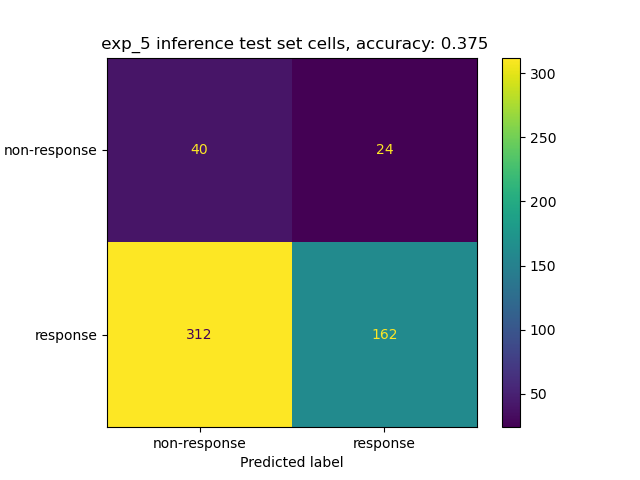 exp_5 inference test set cells, accuracy: 0.375
non-response
response
40
24
312
162
non-response
response
Predicted label
300
250
200
150
100
50